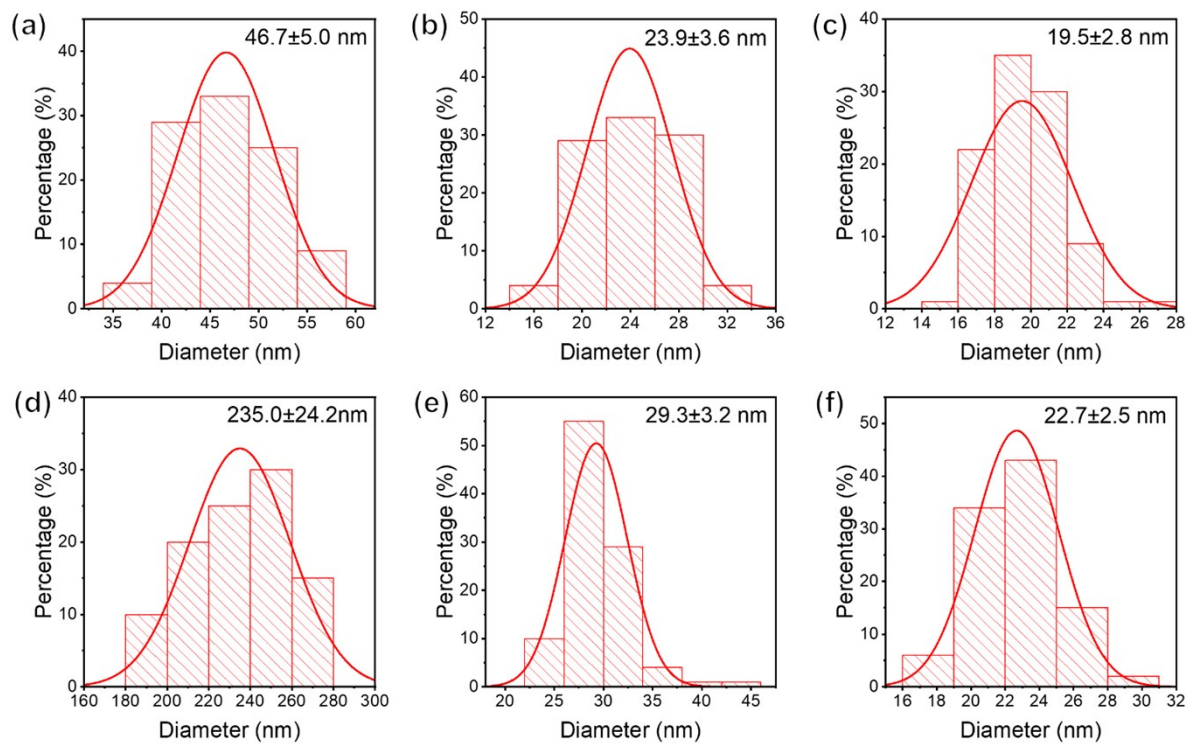 (a)
46.7±5.0 nm
Percentage (%)
40
30
20
10
0
35 40 45 50 55 60
Diameter (nm)
(b)
23.9±3.6 nm
Percentage (%)
50
40
30
20
10
0
12 16 20 24 28 32 36
Diameter (nm)
(c)
19.5±2.8 nm
Percentage (%)
40
30
20
10
0
12 14 16 18 20 22 24 26 28
Diameter (nm)
(d)
235.0±24.2nm
Percentage (%)
40
30
20
10
0
160 180 200 220 240 260 280 300
Diameter (nm)
(e)
29.3±3.2 nm
Percentage (%)
60
50
40
30
20
10
0
20 25 30 35 40 45
Diameter (nm)
(f)
22.7±2.5 nm
Percentage (%)
50
40
30
20
10
0
16 18 20 22 24 26 28 30 32
Diameter (nm)